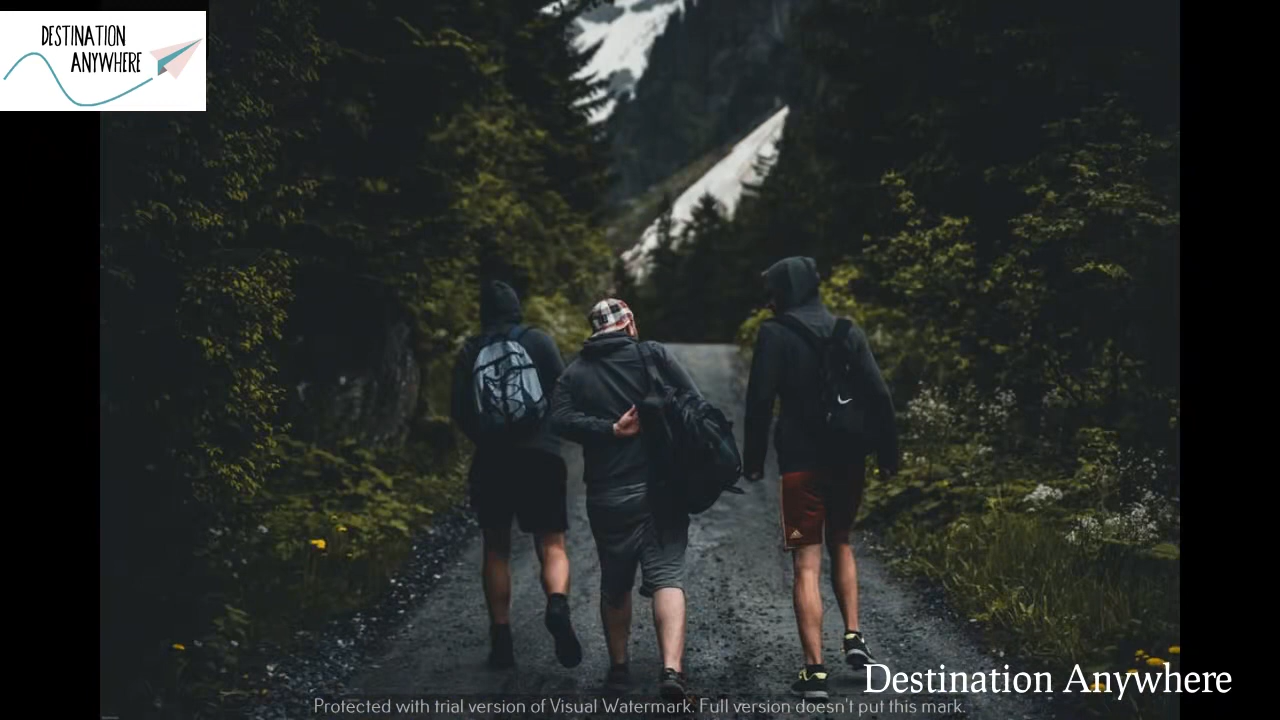 DESTINATION
ANYWHERE
Destination Anywhere
Protected with trial version of Visual Watermark. Full version doesn't put this mark.